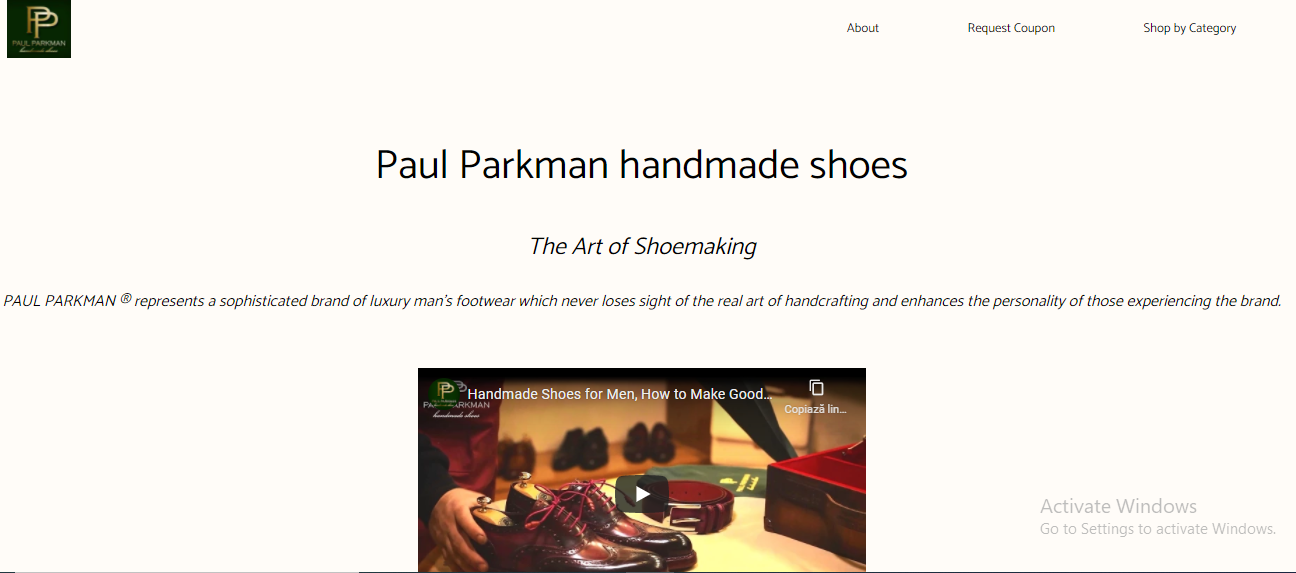 PP
PAUL PARKMAN
handmade shoes
About
Request Coupon
Shop by Category
Paul Parkman handmade shoes
The Art of Shoemaking
PAUL PARKMAN ® represents a sophisticated brand of luxury man's footwear which never loses sight of the real art of handcrafting and enhances the personality of those experiencing the brand.
Handmade Shoes for Men, How to Make Good...
Copiază lin...
PAUL PARKMAN
handmade shoes
Activate Windows
Go to Settings to activate Windows.